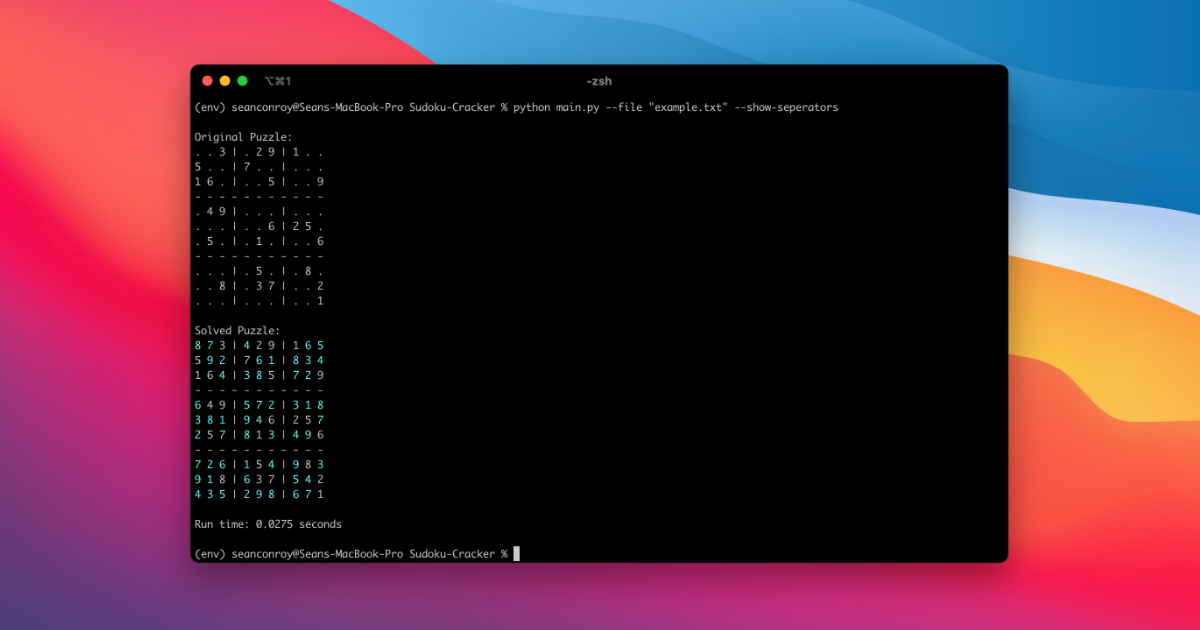 ⌥⌘1 -zsh
(env) seanconroy@Seans-MacBook-Pro Sudoku-Cracker % python main.py --file "example.txt" --show-seperators
Original Puzzle:
. . 3 | . 2 9 | 1 . .
5 . . | 7 . . | . . .
1 6 . | . . 5 | . . 9
- - - - - - - - - - -
. 4 9 | . . . | . . .
. . . | . . 6 | 2 5 .
. 5 . | . 1 . | . . 6
- - - - - - - - - - -
. . . | . 5 . | . 8 .
. . 8 | . 3 7 | . . 2
. . . | . . . | . . 1
Solved Puzzle:
8 7 3 | 4 2 9 | 1 6 5
5 9 2 | 7 6 1 | 8 3 4
1 6 4 | 3 8 5 | 7 2 9
- - - - - - - - - - -
6 4 9 | 5 7 2 | 3 1 8
3 8 1 | 9 4 6 | 2 5 7
2 5 7 | 8 1 3 | 4 9 6
- - - - - - - - - - -
7 2 6 | 1 5 4 | 9 8 3
9 1 8 | 6 3 7 | 5 4 2
4 3 5 | 2 9 8 | 6 7 1
Run time: 0.0275 seconds
(env) seanconroy@Seans-MacBook-Pro Sudoku-Cracker %